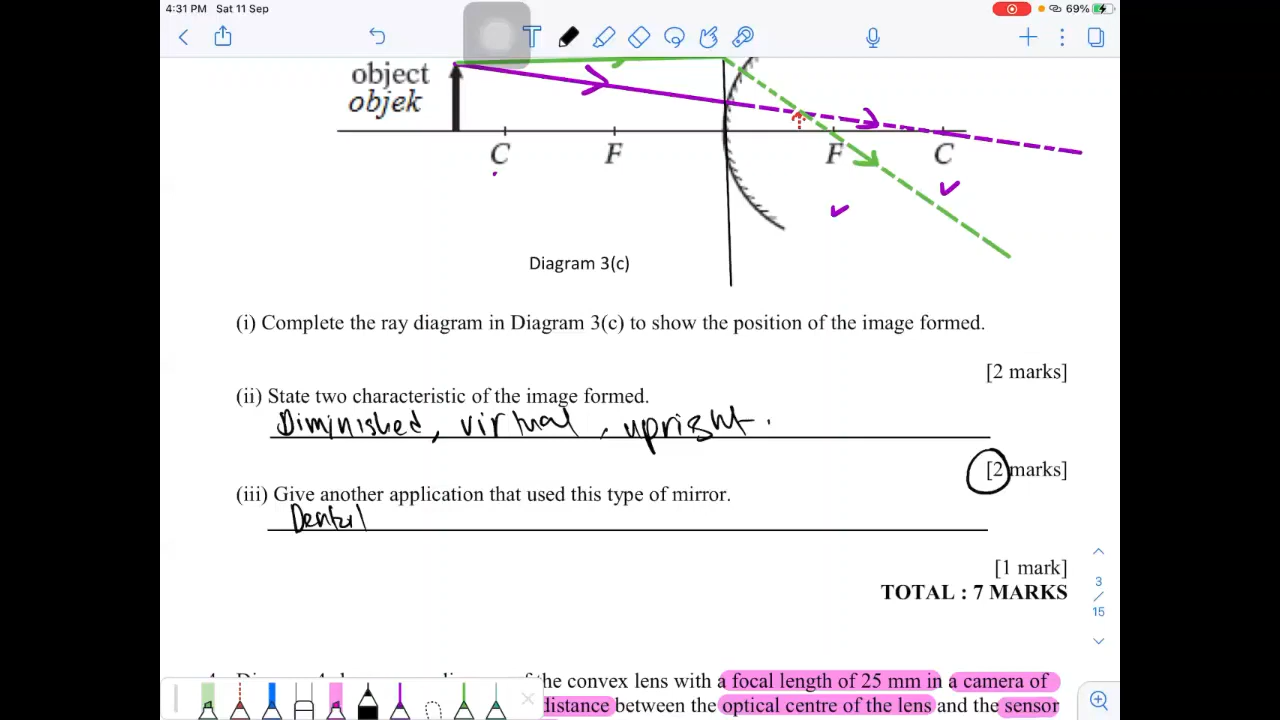 4:31 PM Sat 11 Sep
69%
T
object
objek
C F F C
Diagram 3(c)
(i) Complete the ray diagram in Diagram 3(c) to show the position of the image formed.
[2 marks]
(ii) State two characteristic of the image formed.
Diminished, virtual, upright.
[2 marks]
(iii) Give another application that used this type of mirror.
Dental
[1 mark]
TOTAL : 7 MARKS
3
/
15
the convex lens with a focal length of 25 mm in a camera of
distance between the optical centre of the lens and the sensor